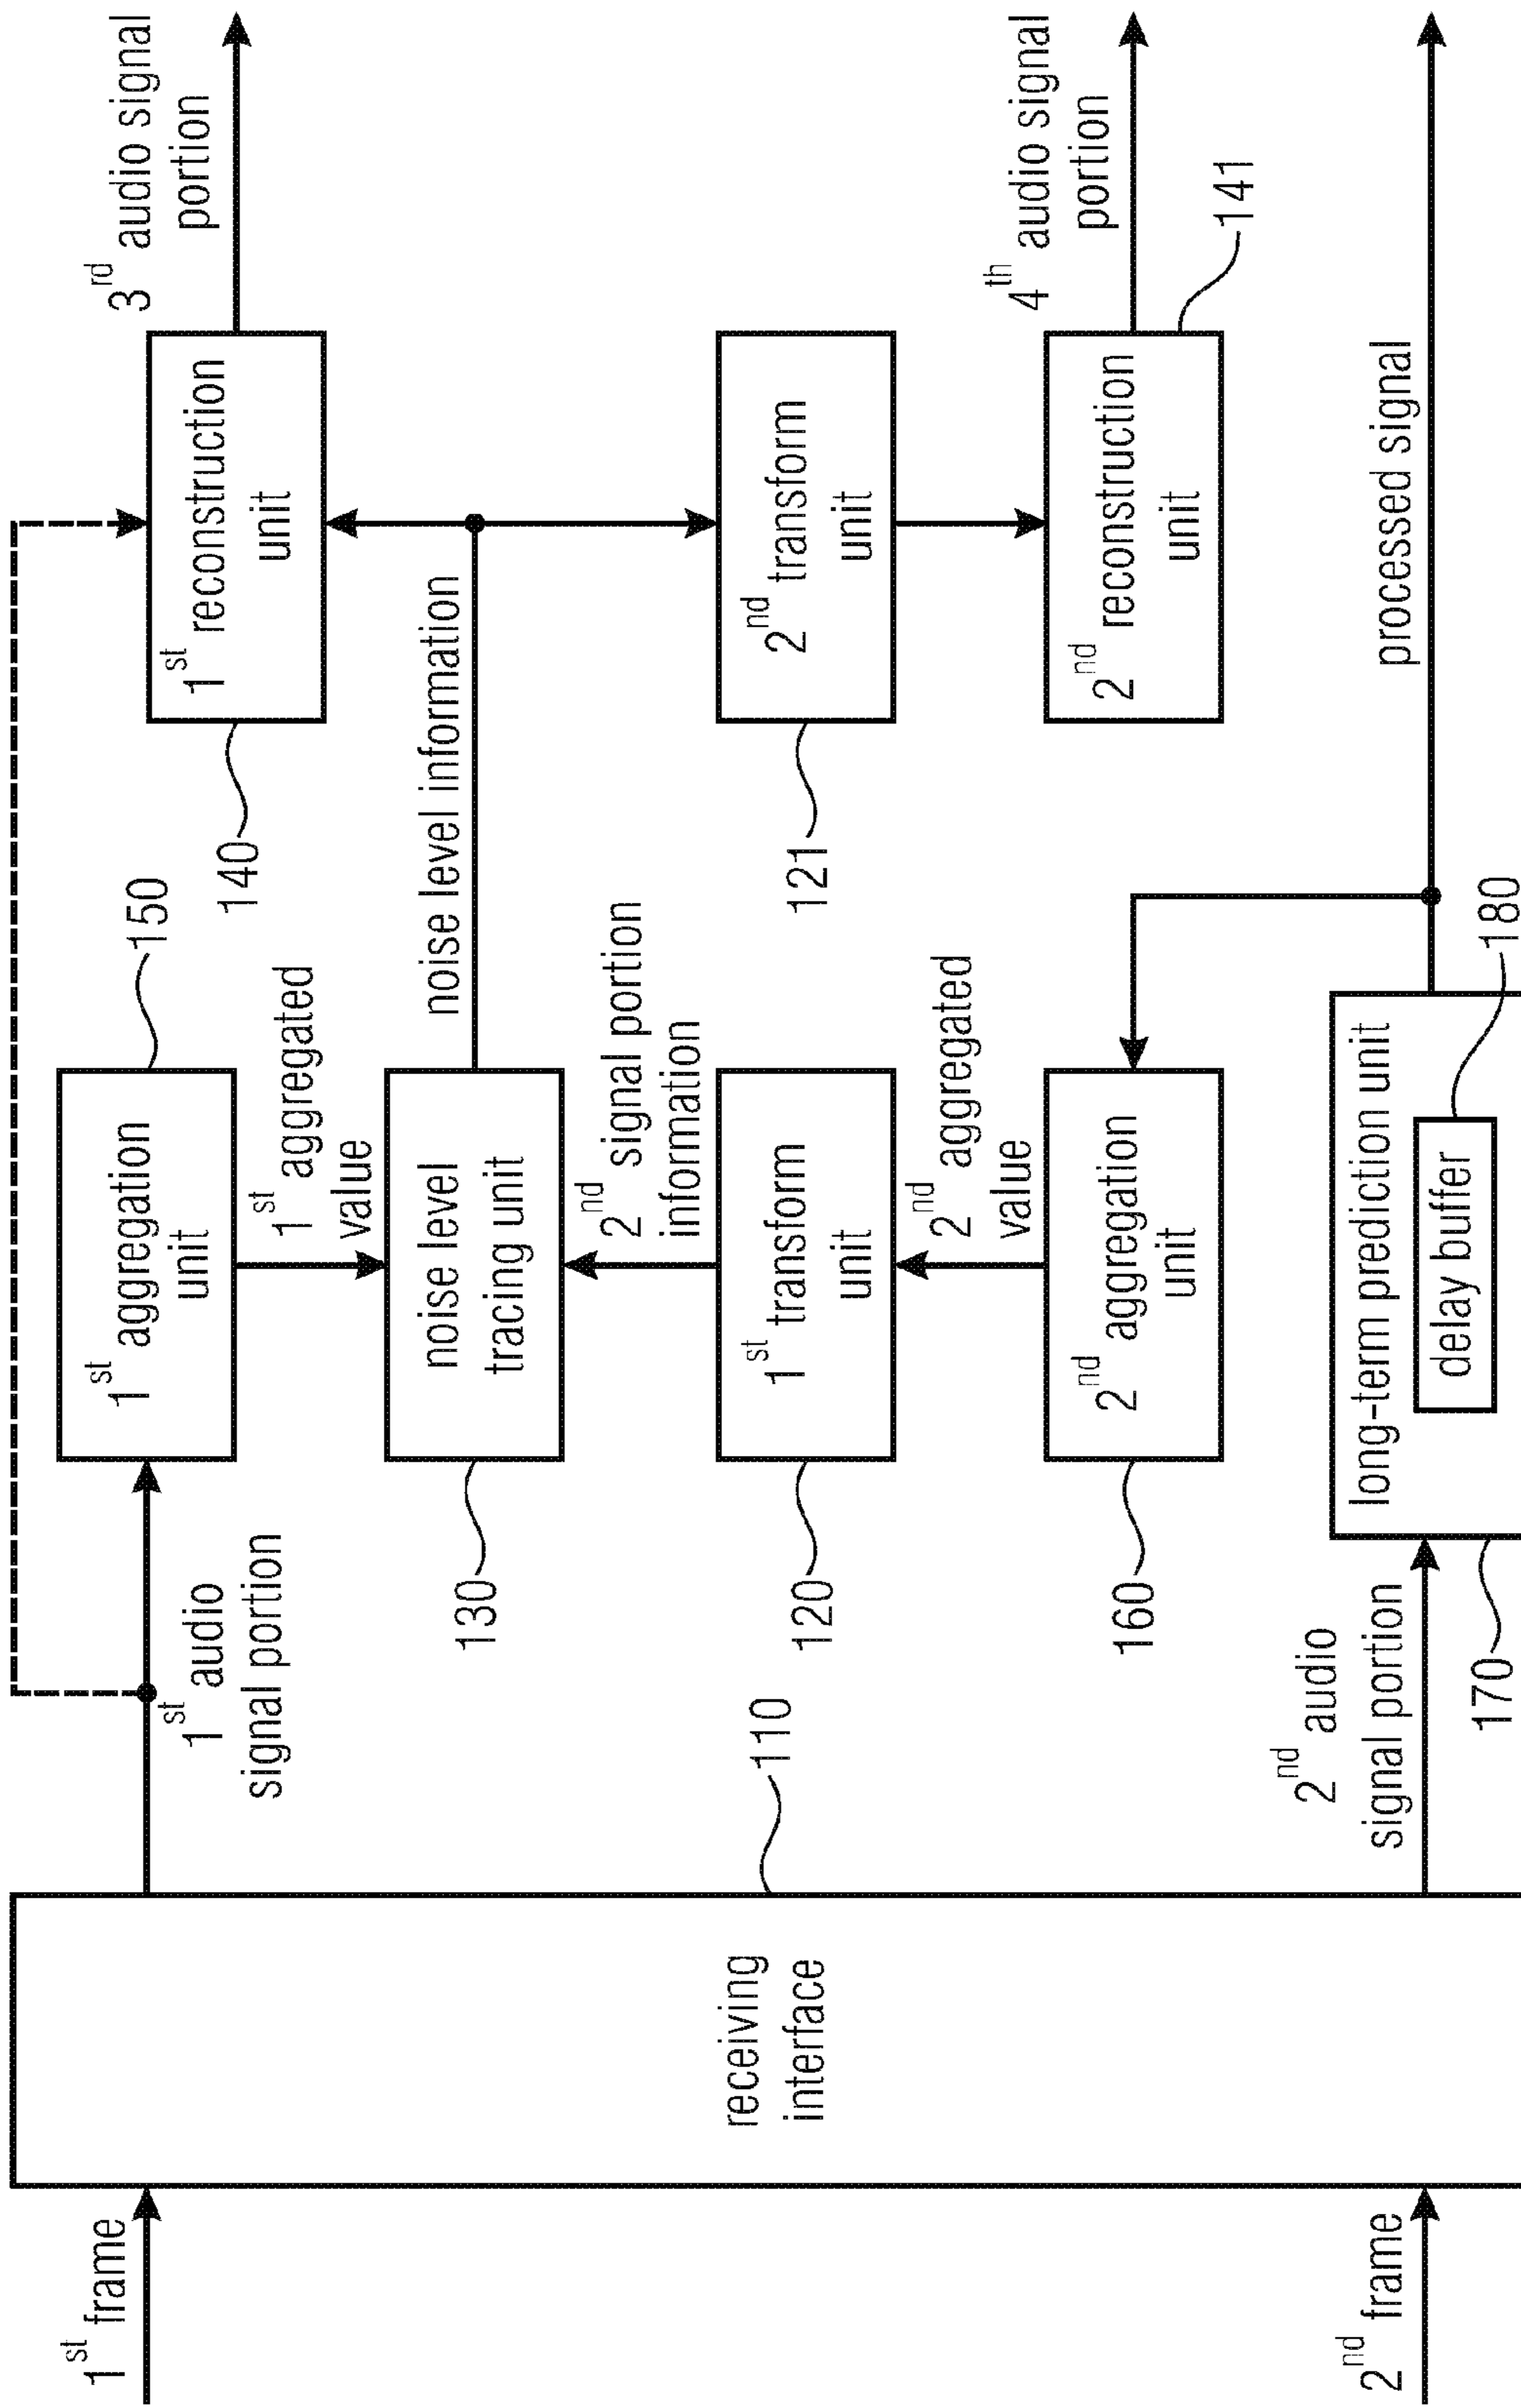 1st frame
2nd frame
receiving
interface
110
1st audio
signal portion
2nd audio
signal portion
1st aggregation
unit
150
1st aggregated
value
noise level
tracing unit
130
2nd signal portion
information
1st transform
unit
120
2nd aggregated
value
2nd aggregation
unit
160
long-term prediction unit
delay buffer
170
180
noise level information
1st reconstruction
unit
140
3rd audio signal
portion
2nd transform
unit
121
2nd reconstruction
unit
141
4th audio signal
portion
processed signal